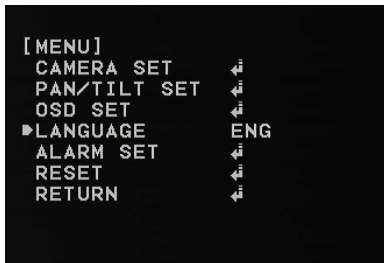 [MENU]
CAMERA SET ↲
PAN/TILT SET ↲
OSD SET ↲
▶LANGUAGE ENG
ALARM SET ↲
RESET ↲
RETURN ↲